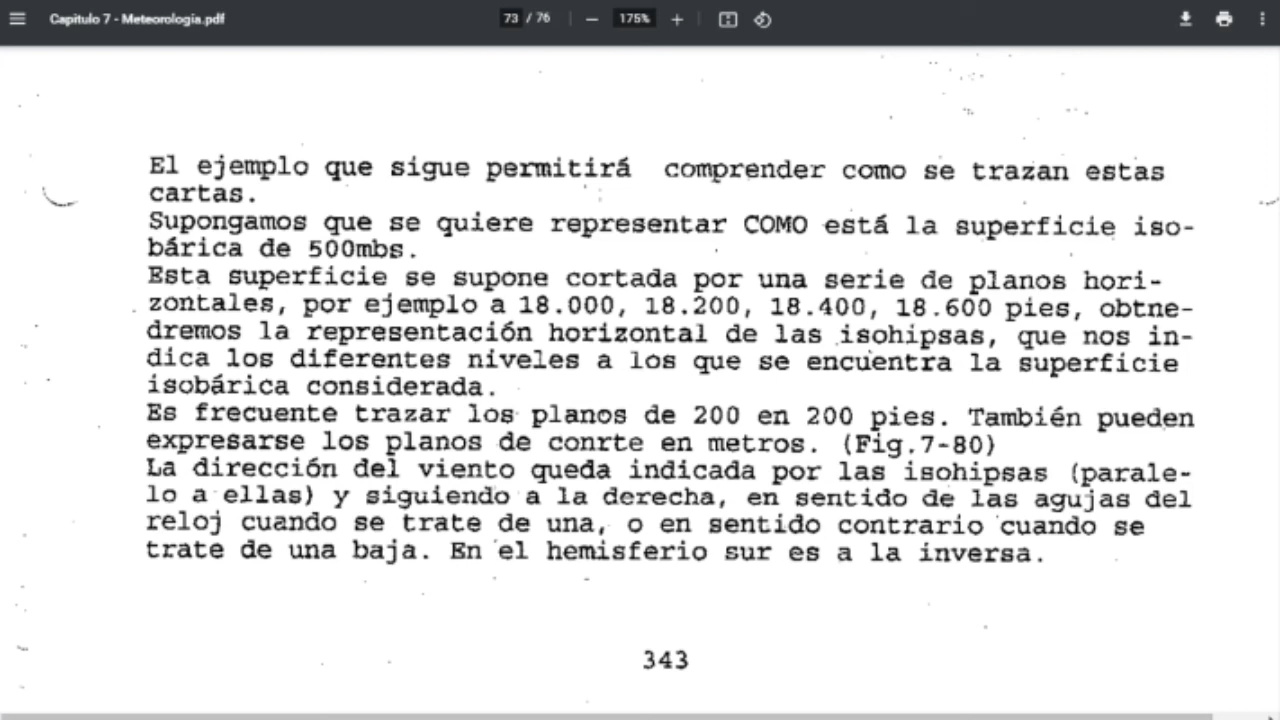 Capitulo 7 - Meteorologia.pdf
73 / 76
175%
El ejemplo que sigue permitirá comprender como se trazan estas
cartas.
Supongamos que se quiere representar COMO está la superficie iso-
bárica de 500mbs.
Esta superficie se supone cortada por una serie de planos hori-
zontales, por ejemplo a 18.000, 18.200, 18.400, 18.600 pies, obtne-
dremos la representación horizontal de las isohipsas, que nos in-
dica los diferentes niveles a los que se encuentra la superficie
isobárica considerada.
Es frecuente trazar los planos de 200 en 200 pies. También pueden
expresarse los planos de conrte en metros. (Fig.7-80)
La dirección del viento queda indicada por las isohipsas (parale-
lo a ellas) y siguiendo a la derecha, en sentido de las agujas del
reloj cuando se trate de una, o en sentido contrario cuando se
trate de una baja. En el hemisferio sur es a la inversa.
343